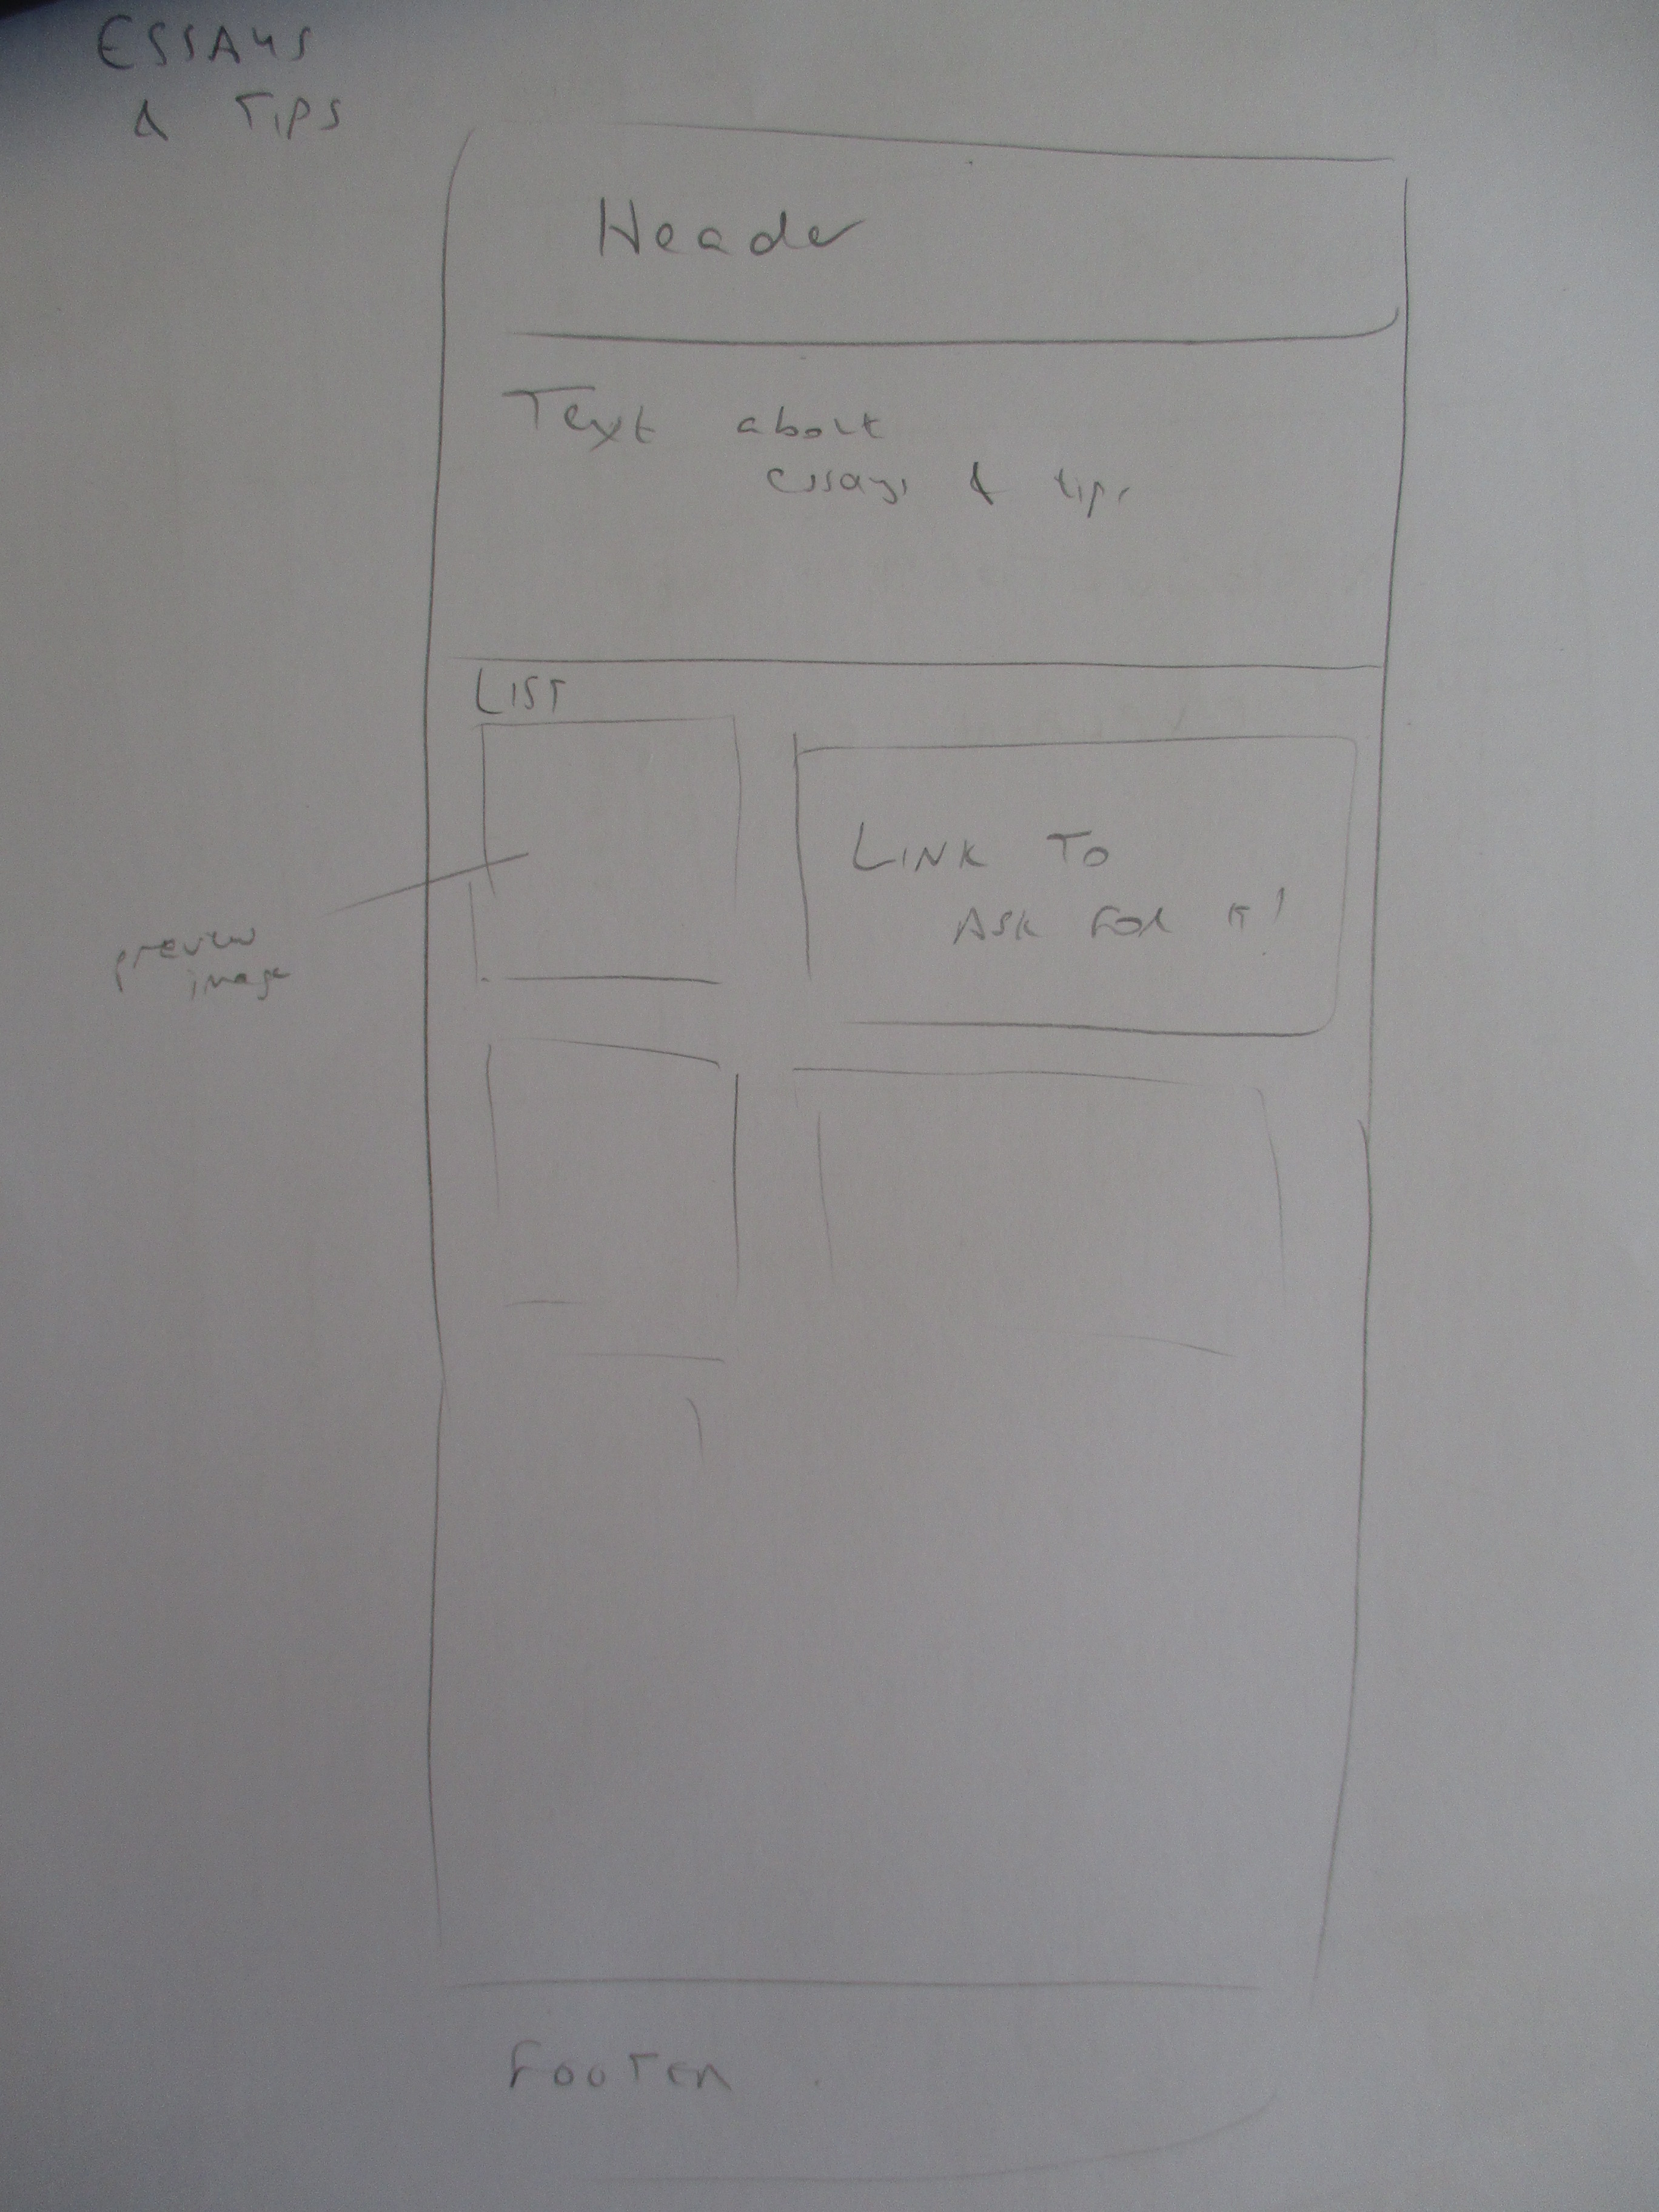 ESSAYS
& TIPS
Header
Text about
essays & tips
LIST
LINK TO
ASK FOR IT!
preview
image
FOOTER